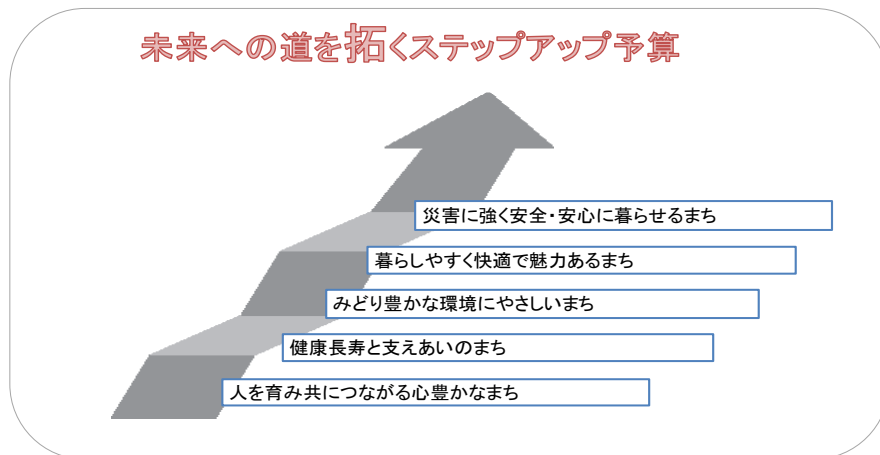 未来への道を拓くステップアップ予算
災害に強く安全・安心に暮らせるまち
暮らしやすく快適で魅力あるまち
みどり豊かな環境にやさしいまち
健康長寿と支えあいのまち
人を育み共につながる心豊かなまち